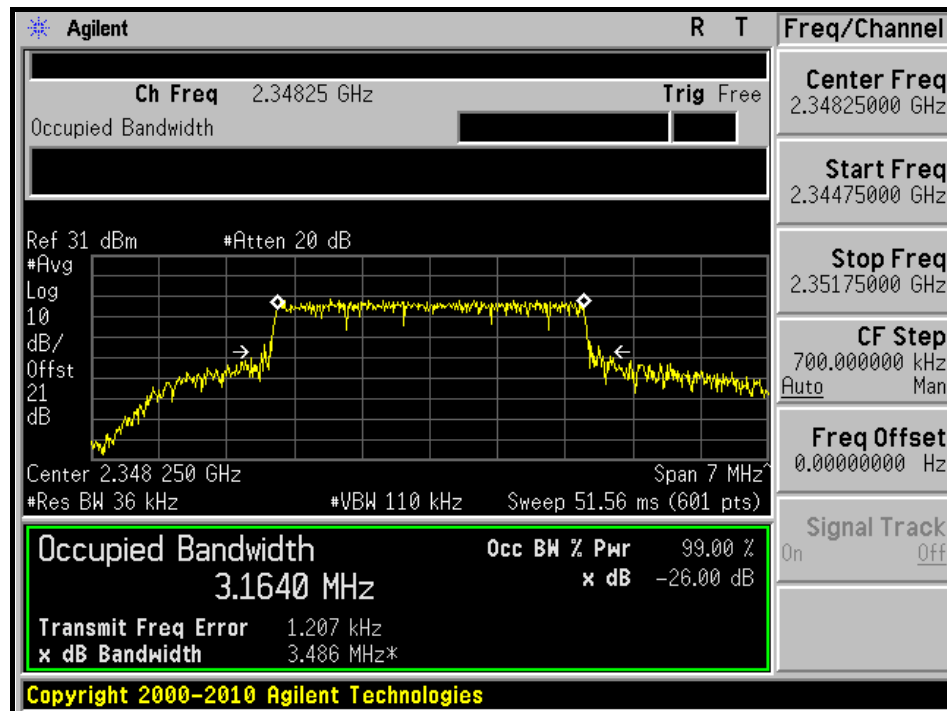 Agilent R T
Freq/Channel
Ch Freq 2.34825 GHz Trig Free
Occupied Bandwidth
Center Freq
2.34825000 GHz
Start Freq
2.34475000 GHz
Stop Freq
2.35175000 GHz
CF Step
700.000000 kHz
Auto Man
Freq Offset
0.00000000 Hz
Signal Track
On Off
Ref 31 dBm #Atten 20 dB
#Avg
Log
10
dB/
Offst
21
dB
Center 2.348 250 GHz Span 7 MHz^
#Res BW 36 kHz #VBW 110 kHz Sweep 51.56 ms (601 pts)
Occupied Bandwidth Occ BW % Pwr 99.00 %
3.1640 MHz x dB -26.00 dB
Transmit Freq Error 1.207 kHz
x dB Bandwidth 3.486 MHz*
Copyright 2000-2010 Agilent Technologies